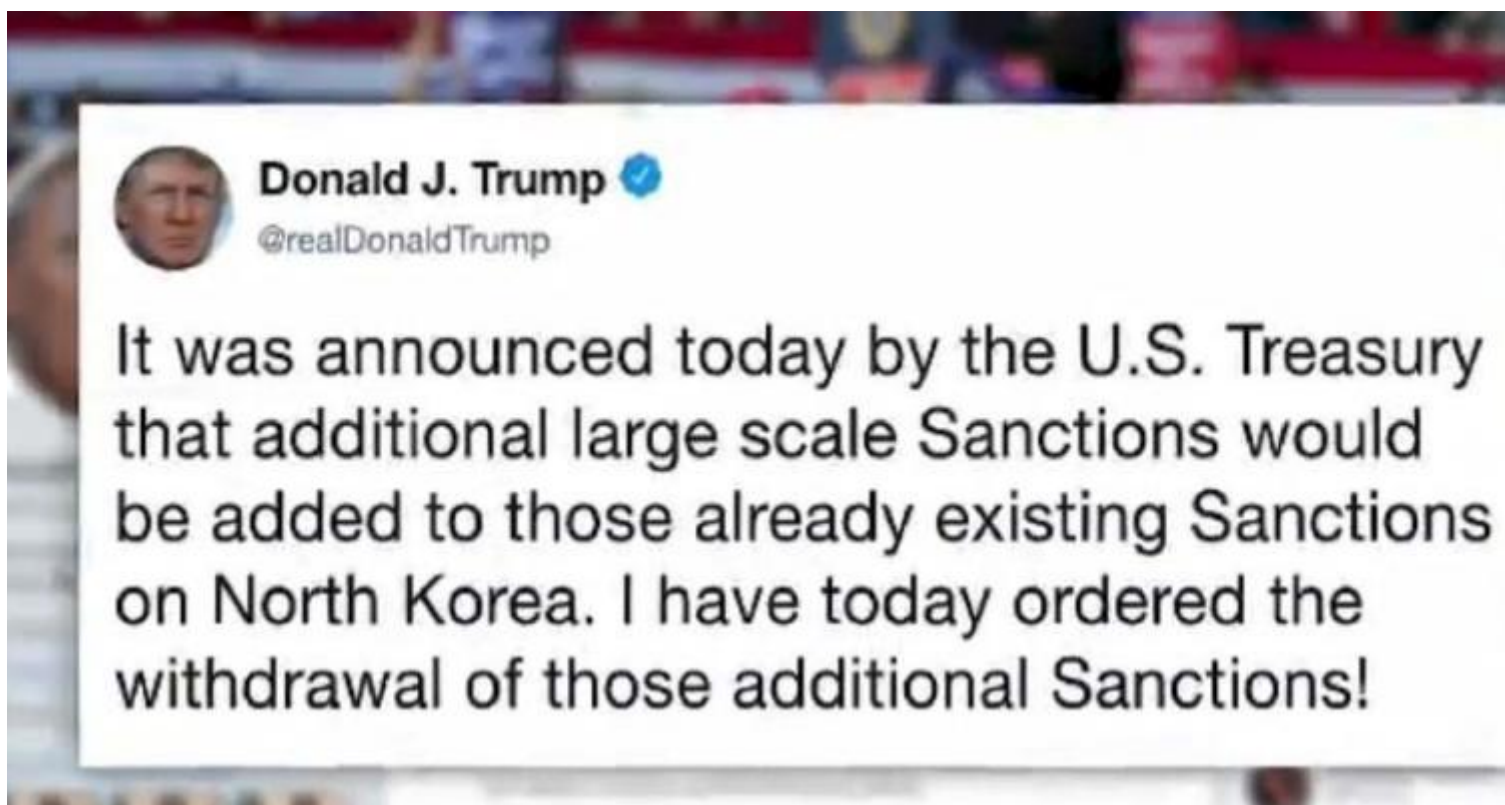 Donald J. Trump
@realDonaldTrump
It was announced today by the U.S. Treasury
that additional large scale Sanctions would
be added to those already existing Sanctions
on North Korea. I have today ordered the
withdrawal of those additional Sanctions!